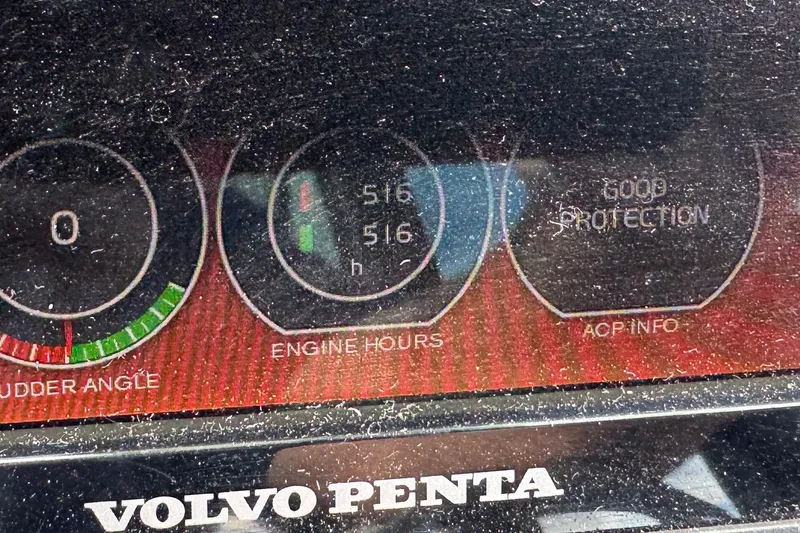 0
516
516
h
UDDER ANGLE
ENGINE HOURS
GOOD
PROTECTION
ACP INFO
VOLVO PENTA